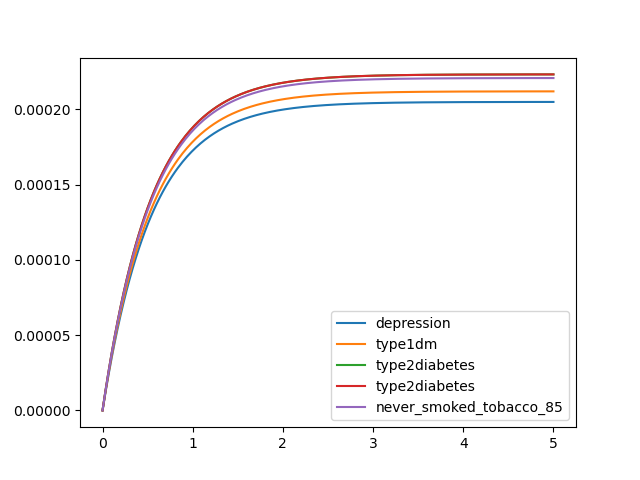 0.00020
0.00015
0.00010
0.00005
0.00000
0 1 2 3 4 5
depression
type1dm
type2diabetes
type2diabetes
never_smoked_tobacco_85